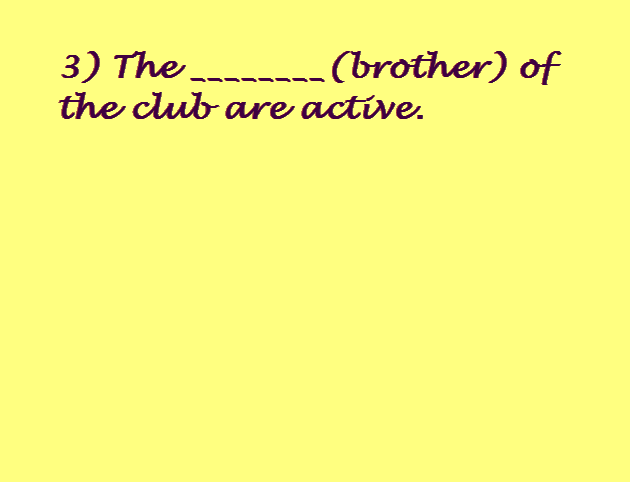 3) The ________(brother) of
the club are active.